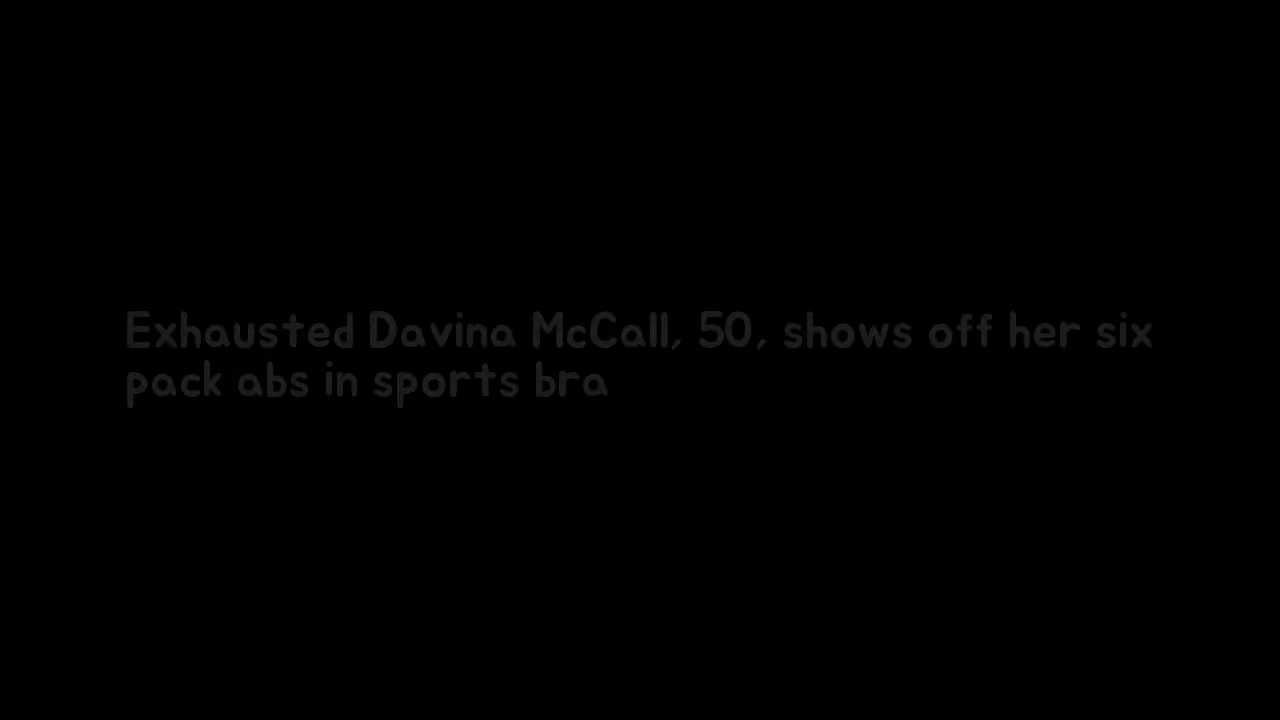 Exhausted Davina McCall, 50, shows off her six
pack abs in sports bra